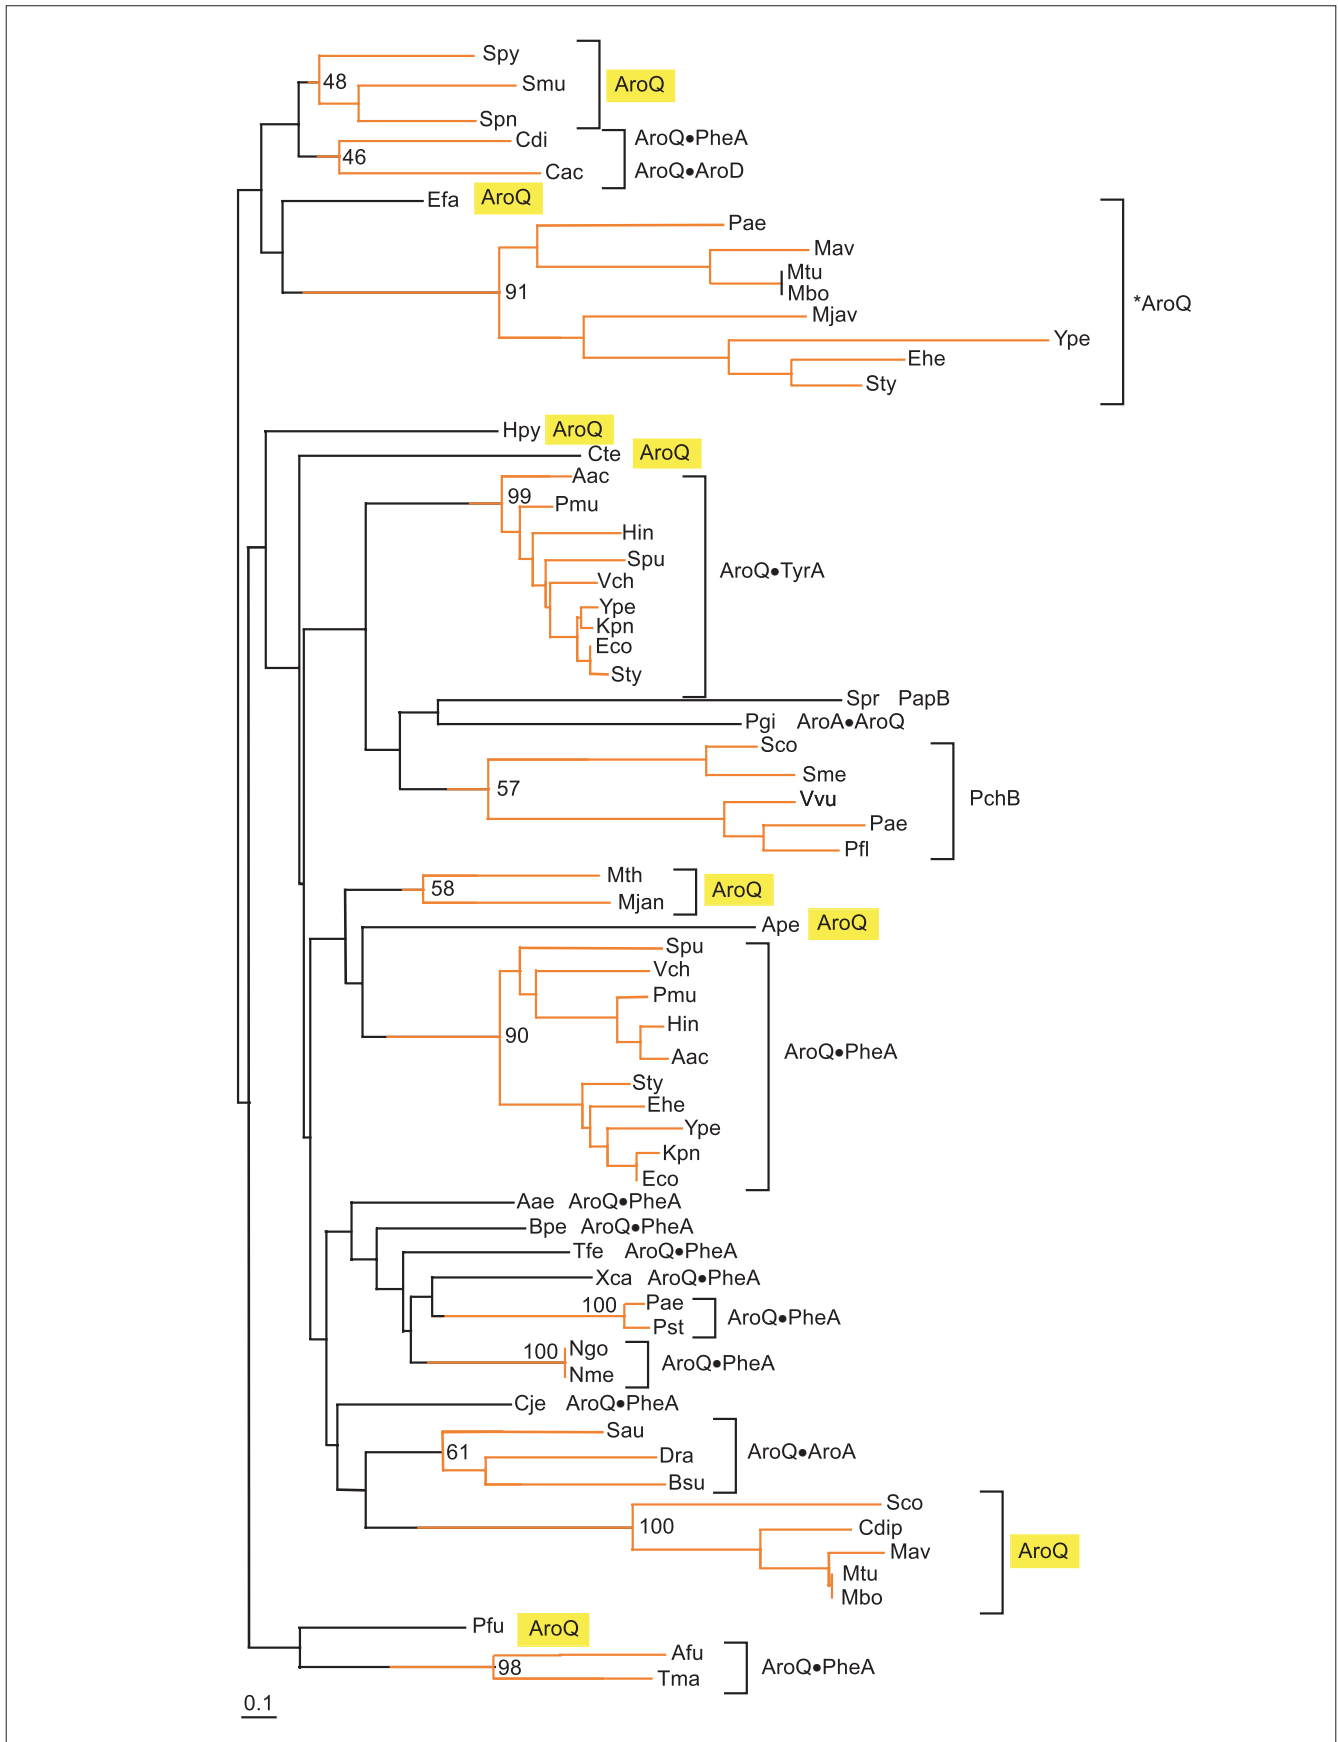 Spy
48
Smu
AroQ
Spn
Cdi
AroQ•PheA
46
Cac
AroQ•AroD
Efa AroQ
Pae
Mav
Mtu
91
Mbo
*AroQ
Mjav
Ype
Ehe
Sty
Hpy AroQ
Cte AroQ
Aac
99
Pmu
Hin
Spu
AroQ•TyrA
Vch
Ype
Kpn
Eco
Sty
Spr PapB
Pgi AroA•AroQ
Sco
Sme
57
Vvu
PchB
Pae
Pfl
Mth
58
AroQ
Mjan
Ape AroQ
Spu
Vch
Pmu
Hin
90
AroQ•PheA
Aac
Sty
Ehe
Ype
Kpn
Eco
Aae AroQ•PheA
Bpe AroQ•PheA
Tfe AroQ•PheA
Xca AroQ•PheA
100 Pae
AroQ•PheA
Pst
100 Ngo
AroQ•PheA
Nme
Cje AroQ•PheA
Sau
61
AroQ•AroA
Dra
Bsu
Sco
100
Cdip
Mav
AroQ
Mtu
Mbo
Pfu AroQ
Afu
98
AroQ•PheA
Tma
0.1